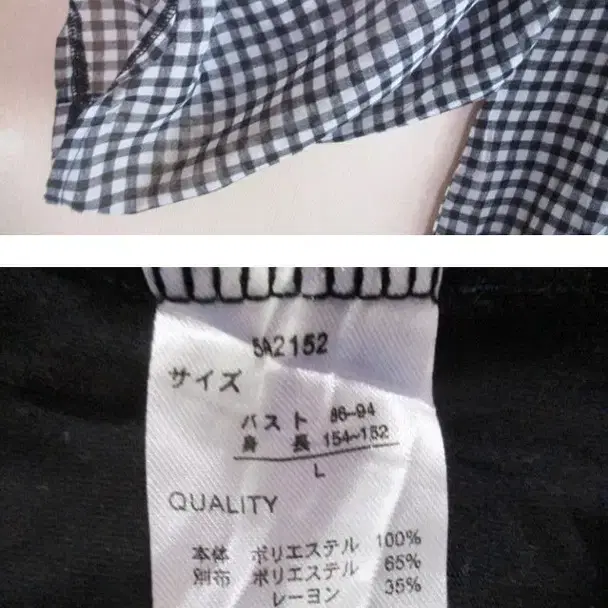 5A2152
サイズ
バスト 86-94
身長 154~162
L
QUALITY
本体 ポリエステル 100%
別布 ポリエステル 65%
レーヨン 35%